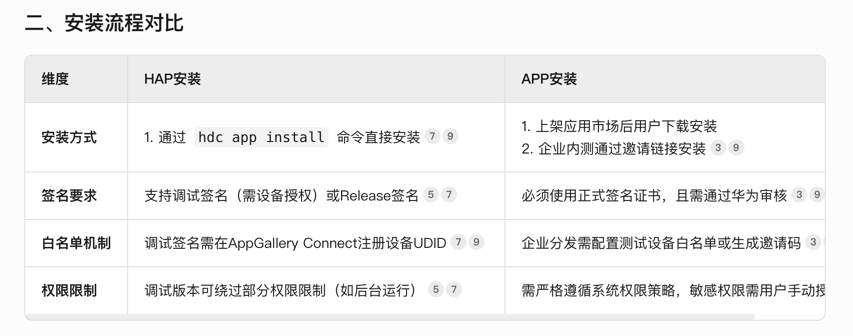 二、安装流程对比
维度 HAP安装 APP安装
安装方式 1. 通过 hdc app install 命令直接安装 7 9 1. 上架应用市场后用户下载安装
2. 企业内测通过邀请链接安装 3 9
签名要求 支持调试签名（需设备授权）或Release签名 5 7 必须使用正式签名证书，且需通过华为审核 3 9
白名单机制 调试签名需在AppGallery Connect注册设备UDID 7 9 企业分发需配置测试设备白名单或生成邀请码 3
权限限制 调试版本可绕过部分权限限制（如后台运行） 5 7 需严格遵循系统权限策略，敏感权限需用户手动授